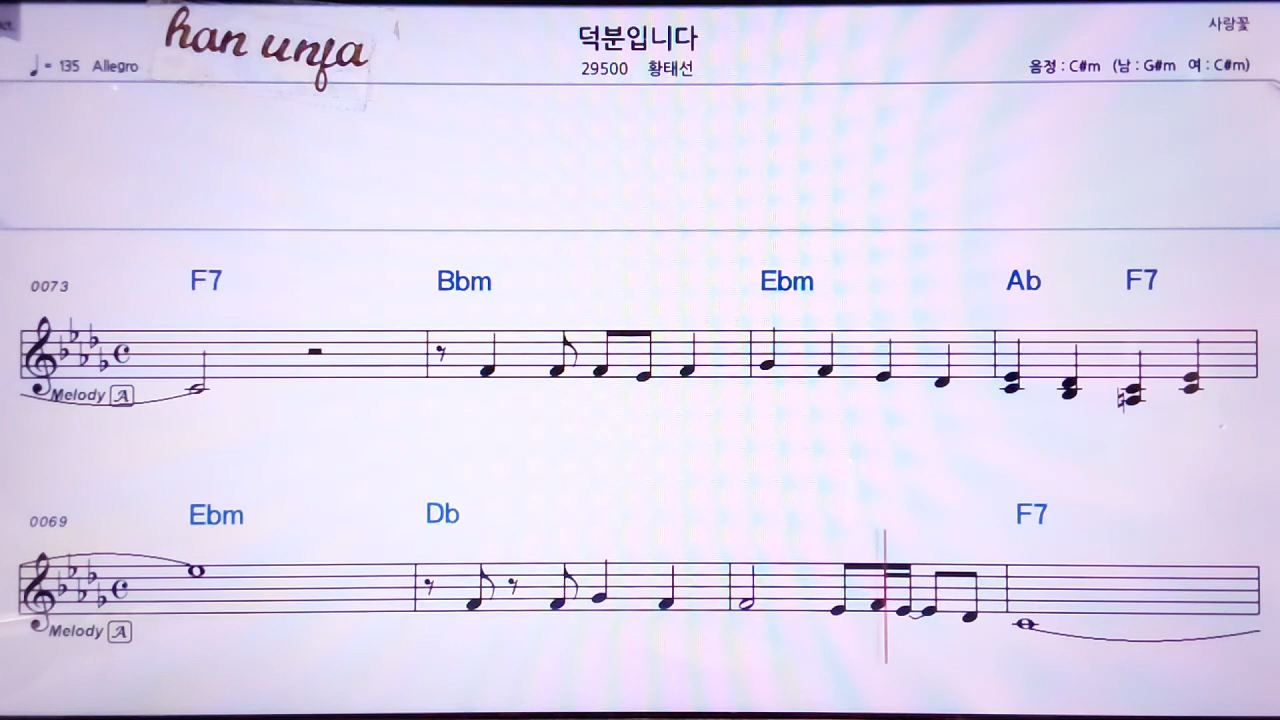 han unja
덕분입니다
사랑꽃
♩= 135 Allegro
29500 황태선
음정 : C#m (남 : G#m 여 : C#m)
0073
F7 Bbm Ebm Ab F7
Melody A
0069
Ebm Db F7
Melody A